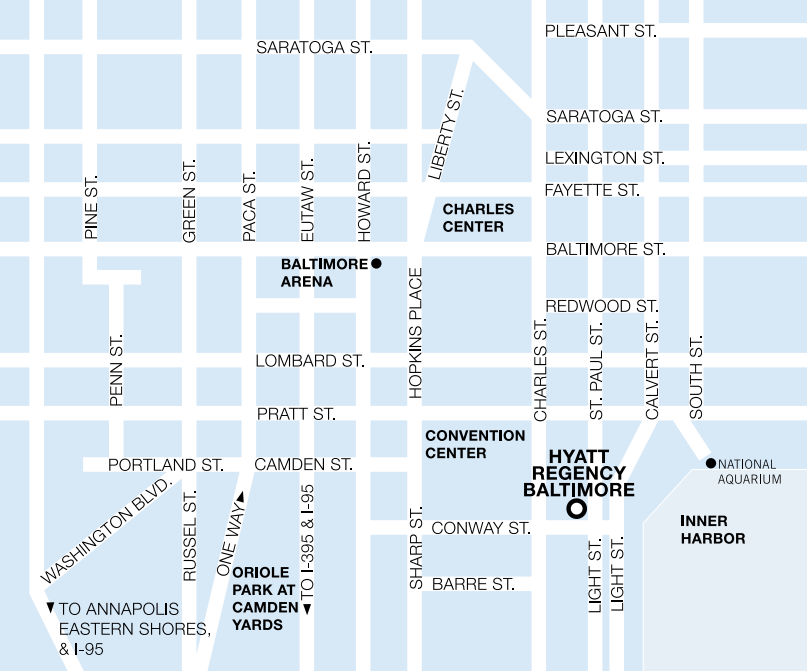 PLEASANT ST.
SARATOGA ST.
LIBERTY ST.
SARATOGA ST.
LEXINGTON ST.
FAYETTE ST.
PINE ST.
GREEN ST.
PACA ST.
EUTAW ST.
HOWARD ST.
CHARLES
CENTER
BALTIMORE ST.
BALTIMORE
ARENA
HOPKINS PLACE
REDWOOD ST.
PENN ST.
LOMBARD ST.
CHARLES ST.
ST. PAUL ST.
CALVERT ST.
SOUTH ST.
PRATT ST.
CONVENTION
CENTER
PORTLAND ST.
CAMDEN ST.
HYATT
REGENCY
BALTIMORE
NATIONAL
AQUARIUM
WASHINGTON BLVD.
RUSSEL ST.
ONE WAY
TO I-395 & I-95
SHARP ST.
CONWAY ST.
INNER
HARBOR
ORIOLE
PARK AT
CAMDEN
YARDS
BARRE ST.
LIGHT ST.
LIGHT ST.
TO ANNAPOLIS
EASTERN SHORES,
& I-95